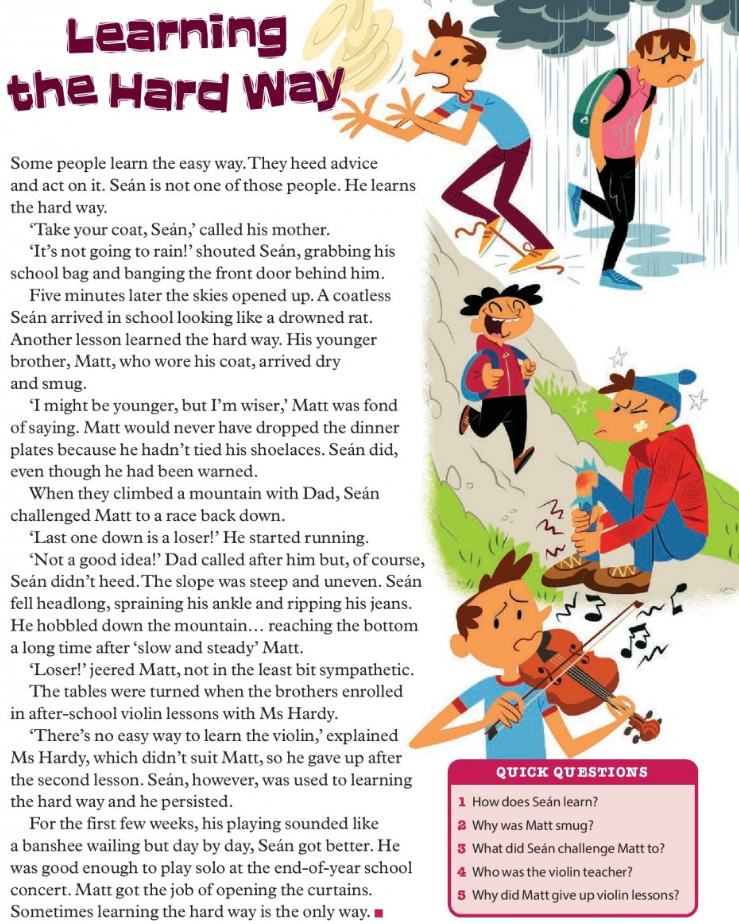 Learning
the Hard Way
Some people learn the easy way. They heed advice
and act on it. Seán is not one of those people. He learns
the hard way.
‘Take your coat, Seán,’ called his mother.
‘It’s not going to rain!’ shouted Seán, grabbing his
school bag and banging the front door behind him.
Five minutes later the skies opened up. A coatless
Seán arrived in school looking like a drowned rat.
Another lesson learned the hard way. His younger
brother, Matt, who wore his coat, arrived dry
and smug.
‘I might be younger, but I’m wiser,’ Matt was fond
of saying. Matt would never have dropped the dinner
plates because he hadn’t tied his shoelaces. Seán did,
even though he had been warned.
When they climbed a mountain with Dad, Seán
challenged Matt to a race back down.
‘Last one down is a loser!’ He started running.
‘Not a good idea!’ Dad called after him but, of course,
Seán didn’t heed. The slope was steep and uneven. Seán
fell headlong, spraining his ankle and ripping his jeans.
He hobbled down the mountain… reaching the bottom
a long time after ‘slow and steady’ Matt.
‘Loser!’ jeered Matt, not in the least bit sympathetic.
The tables were turned when the brothers enrolled
in after-school violin lessons with Ms Hardy.
‘There’s no easy way to learn the violin,’ explained
Ms Hardy, which didn’t suit Matt, so he gave up after
the second lesson. Seán, however, was used to learning
the hard way and he persisted.
For the first few weeks, his playing sounded like
a banshee wailing but day by day, Seán got better. He
was good enough to play solo at the end-of-year school
concert. Matt got the job of opening the curtains.
Sometimes learning the hard way is the only way. ■
QUICK QUESTIONS
1 How does Seán learn?
2 Why was Matt smug?
3 What did Seán challenge Matt to?
4 Who was the violin teacher?
5 Why did Matt give up violin lessons?